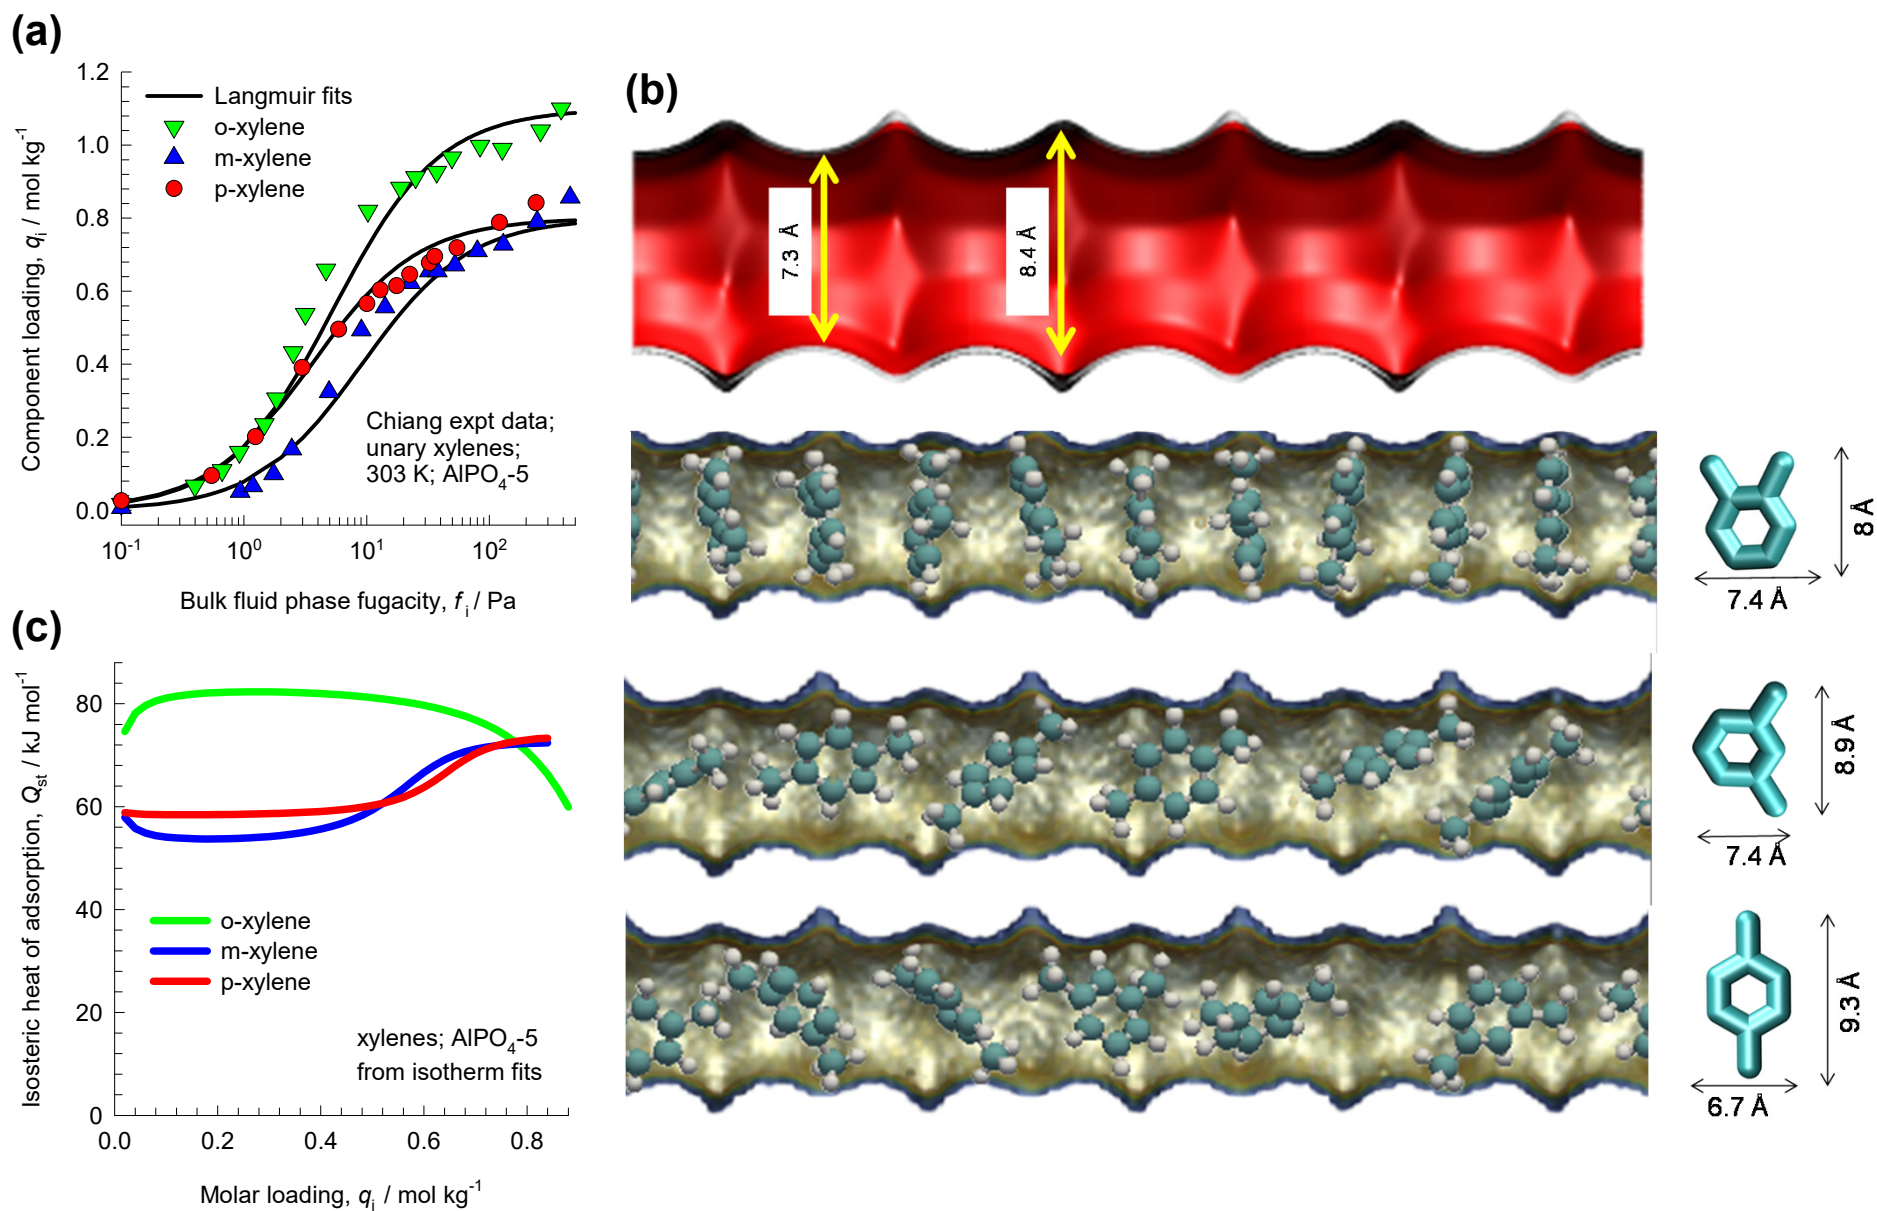 (a)
Component loading, qi / mol kg-1
1.2
1.0
0.8
0.6
0.4
0.2
0.0
Langmuir fits
o-xylene
m-xylene
p-xylene
Chiang expt data;
unary xylenes;
303 K; AlPO4-5
10-1
100
101
102
Bulk fluid phase fugacity, fi / Pa
(b)
7.3 Å
8.4 Å
8 Å
7.4 Å
8.9 Å
7.4 Å
9.3 Å
6.7 Å
(c)
Isosteric heat of adsorption, Qst / kJ mol-1
80
60
40
20
0
o-xylene
m-xylene
p-xylene
xylenes; AlPO4-5
from isotherm fits
0.0
0.2
0.4
0.6
0.8
Molar loading, qi / mol kg-1